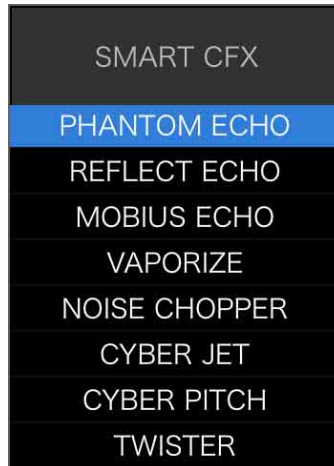 SMART CFX
PHANTOM ECHO
REFLECT ECHO
MOBIUS ECHO
VAPORIZE
NOISE CHOPPER
CYBER JET
CYBER PITCH
TWISTER